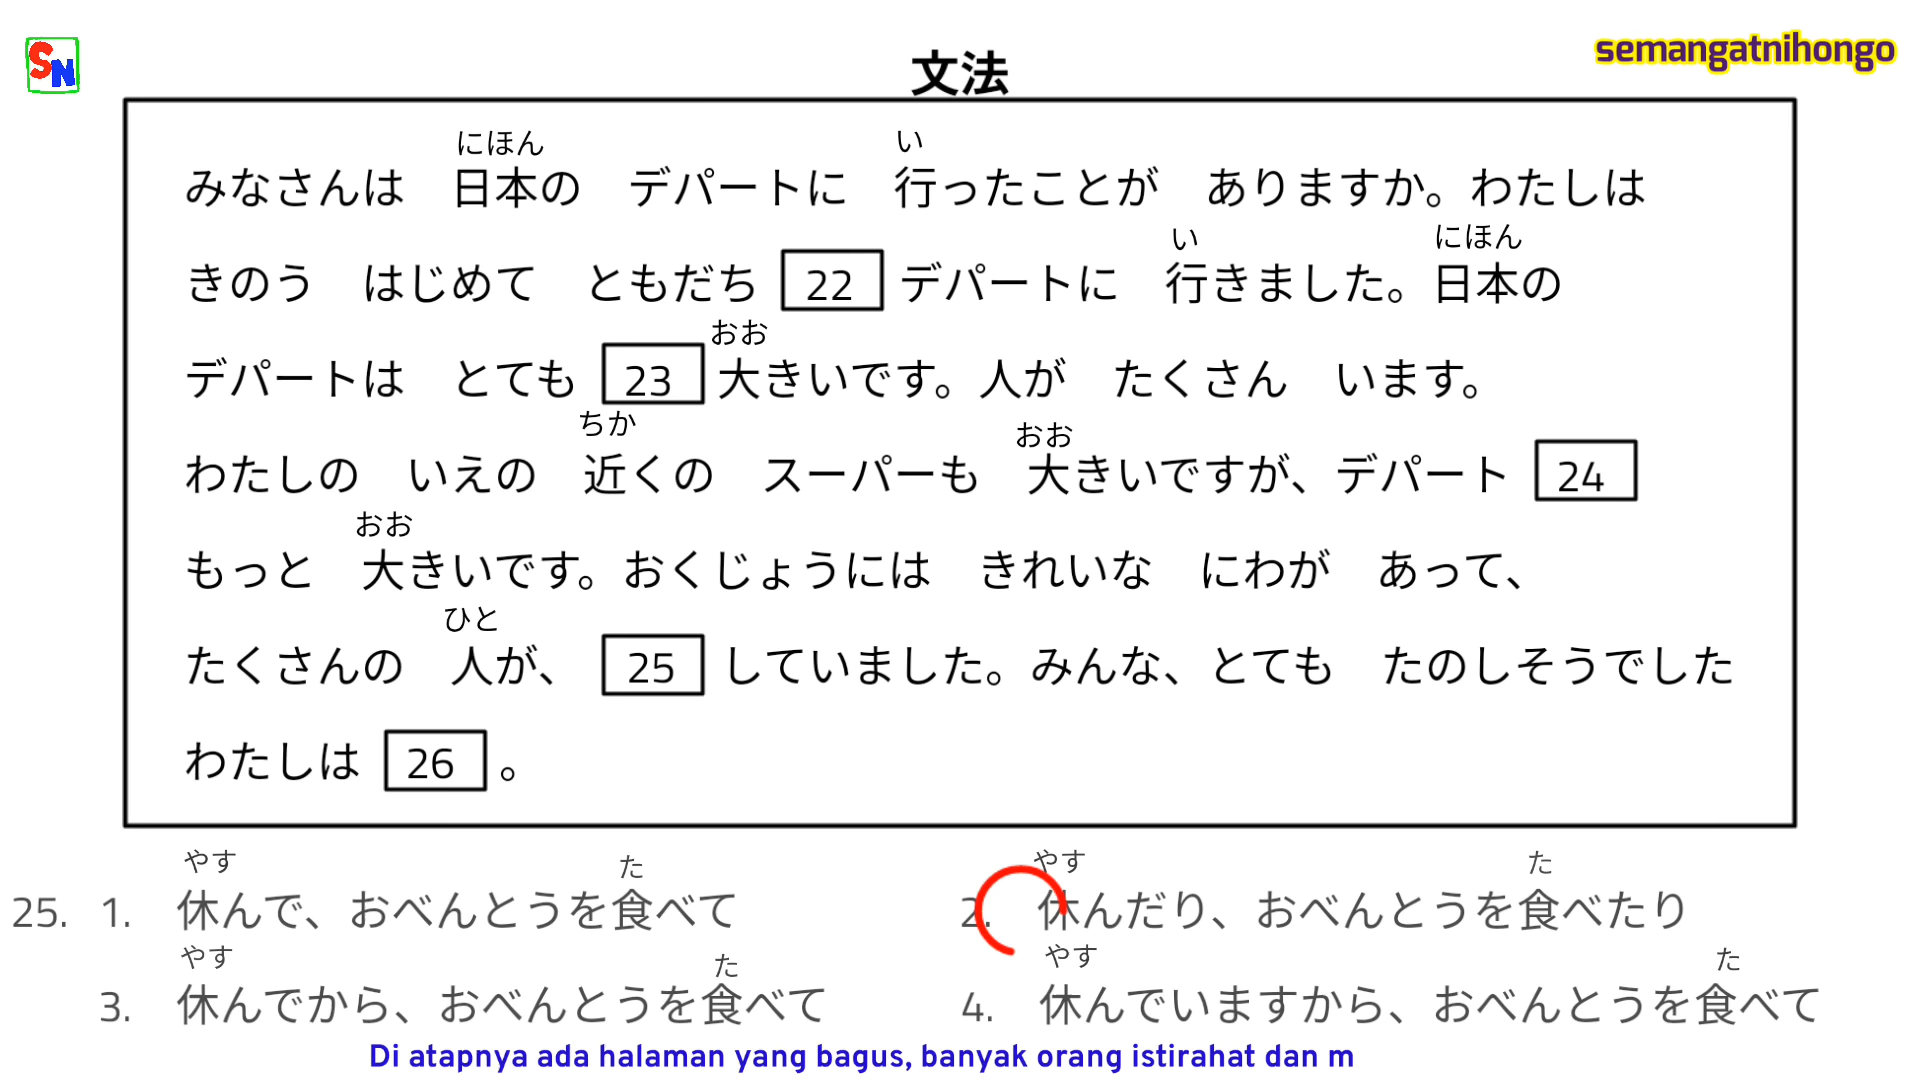 SN
semangatnihongo
文法
にほん い
みなさんは 日本の デパートに 行ったことが ありますか。わたしは
い にほん
きのう はじめて ともだち 22 デパートに 行きました。日本の
おお
デパートは とても 23 大きいです。人が たくさん います。
ちか おお
わたしの いえの 近くの スーパーも 大きいですが、デパート 24
おお
もっと 大きいです。おくじょうには きれいな にわが あって、
ひと
たくさんの 人が、 25 していました。みんな、とても たのしそうでした
わたしは 26 。
やす た やす た
25. 1. 休んで、おべんとうを食べて 2. 休んだり、おべんとうを食べたり
やす た やす た
3. 休んでから、おべんとうを食べて 4. 休んでいますから、おべんとうを食べて
Di atapnya ada halaman yang bagus, banyak orang istirahat dan m